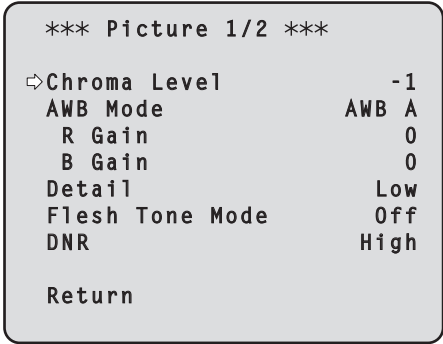 *** Picture 1/2 ***
⇨Chroma Level -1
AWB Mode AWB A
R Gain 0
B Gain 0
Detail Low
Flesh Tone Mode Off
DNR High
Return